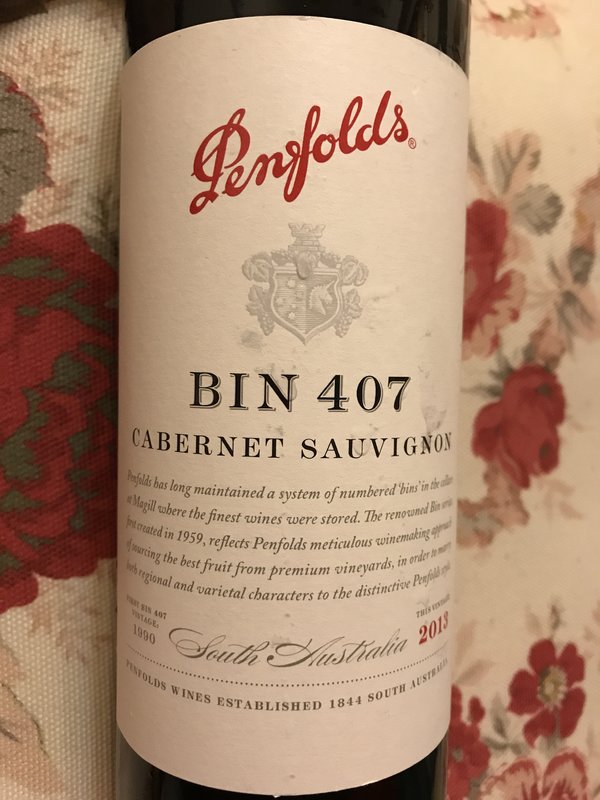 Penfolds®
BIN 407
CABERNET SAUVIGNON
Penfolds has long maintained a system of numbered 'bins' in the cellars
at Magill where the finest wines were stored. The renowned Bin series,
first created in 1959, reflects Penfolds meticulous winemaking approach
of sourcing the best fruit from premium vineyards, in order to marry
both regional and varietal characters to the distinctive Penfolds style.
FIRST BIN 407
VINTAGE:
1990
THIS VINTAGE:
2013
South Australia
PENFOLDS WINES ESTABLISHED 1844 SOUTH AUSTRALIA